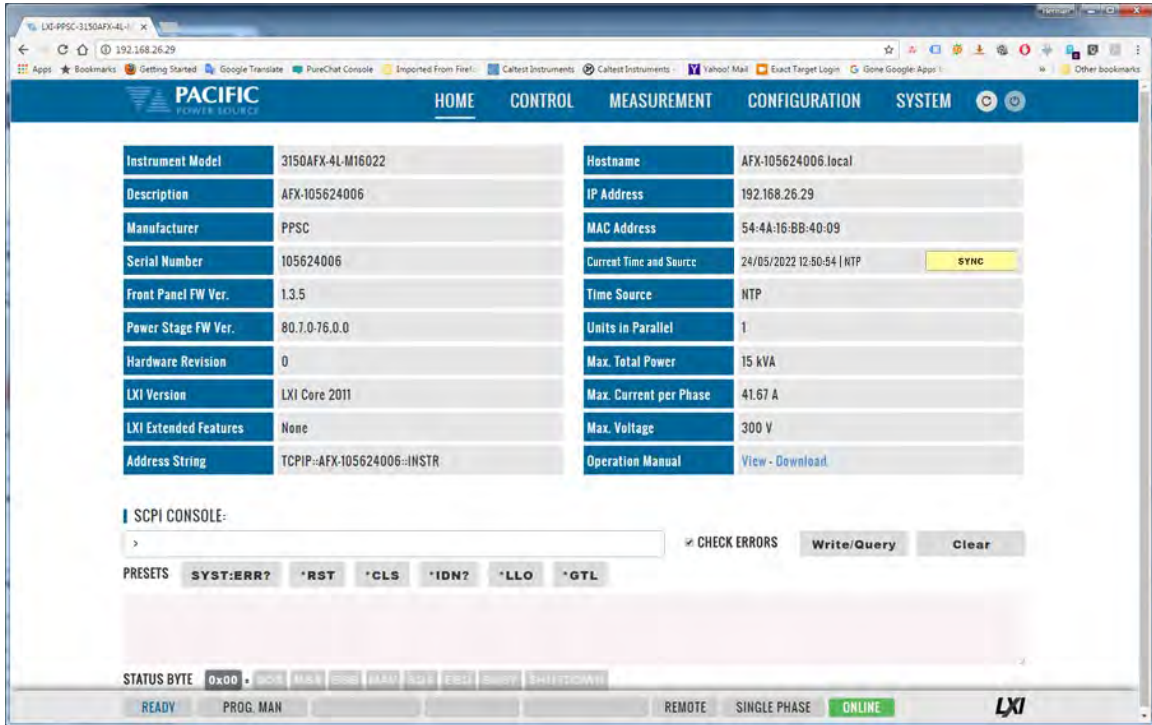 LXI-PPSC-3150AFX-4L-
192.168.26.29
Apps Bookmarks Getting Started Google Translate PureChat Console Imported From Firef Caltest Instruments Caltest Instruments - Yahoo! Mail Exact Target Login Gone Google: Apps Other bookmarks
PACIFIC
POWER SOURCE
HOME CONTROL MEASUREMENT CONFIGURATION SYSTEM
Instrument Model 3150AFX-4L-M16022 Hostname AFX-105624006.local
Description AFX-105624006 IP Address 192.168.26.29
Manufacturer PPSC MAC Address 54:4A:16:BB:40:09
Serial Number 105624006 Current Time and Source 24/05/2022 12:50:54 | NTP SYNC
Front Panel FW Ver. 1.3.5 Time Source NTP
Power Stage FW Ver. 80.7.0-76.0.0 Units in Parallel 1
Hardware Revision 0 Max. Total Power 15 kVA
LXI Version LXI Core 2011 Max. Current per Phase 41.67 A
LXI Extended Features None Max. Voltage 300 V
Address String TCPIP::AFX-105624006::INSTR Operation Manual View - Download
SCPI CONSOLE:
> CHECK ERRORS Write/Query Clear
PRESETS SYST:ERR? *RST *CLS *IDN? *LLO *GTL
STATUS BYTE 0x00 SHUTDOWN
READY PROG. MAN REMOTE SINGLE PHASE ONLINE LXI